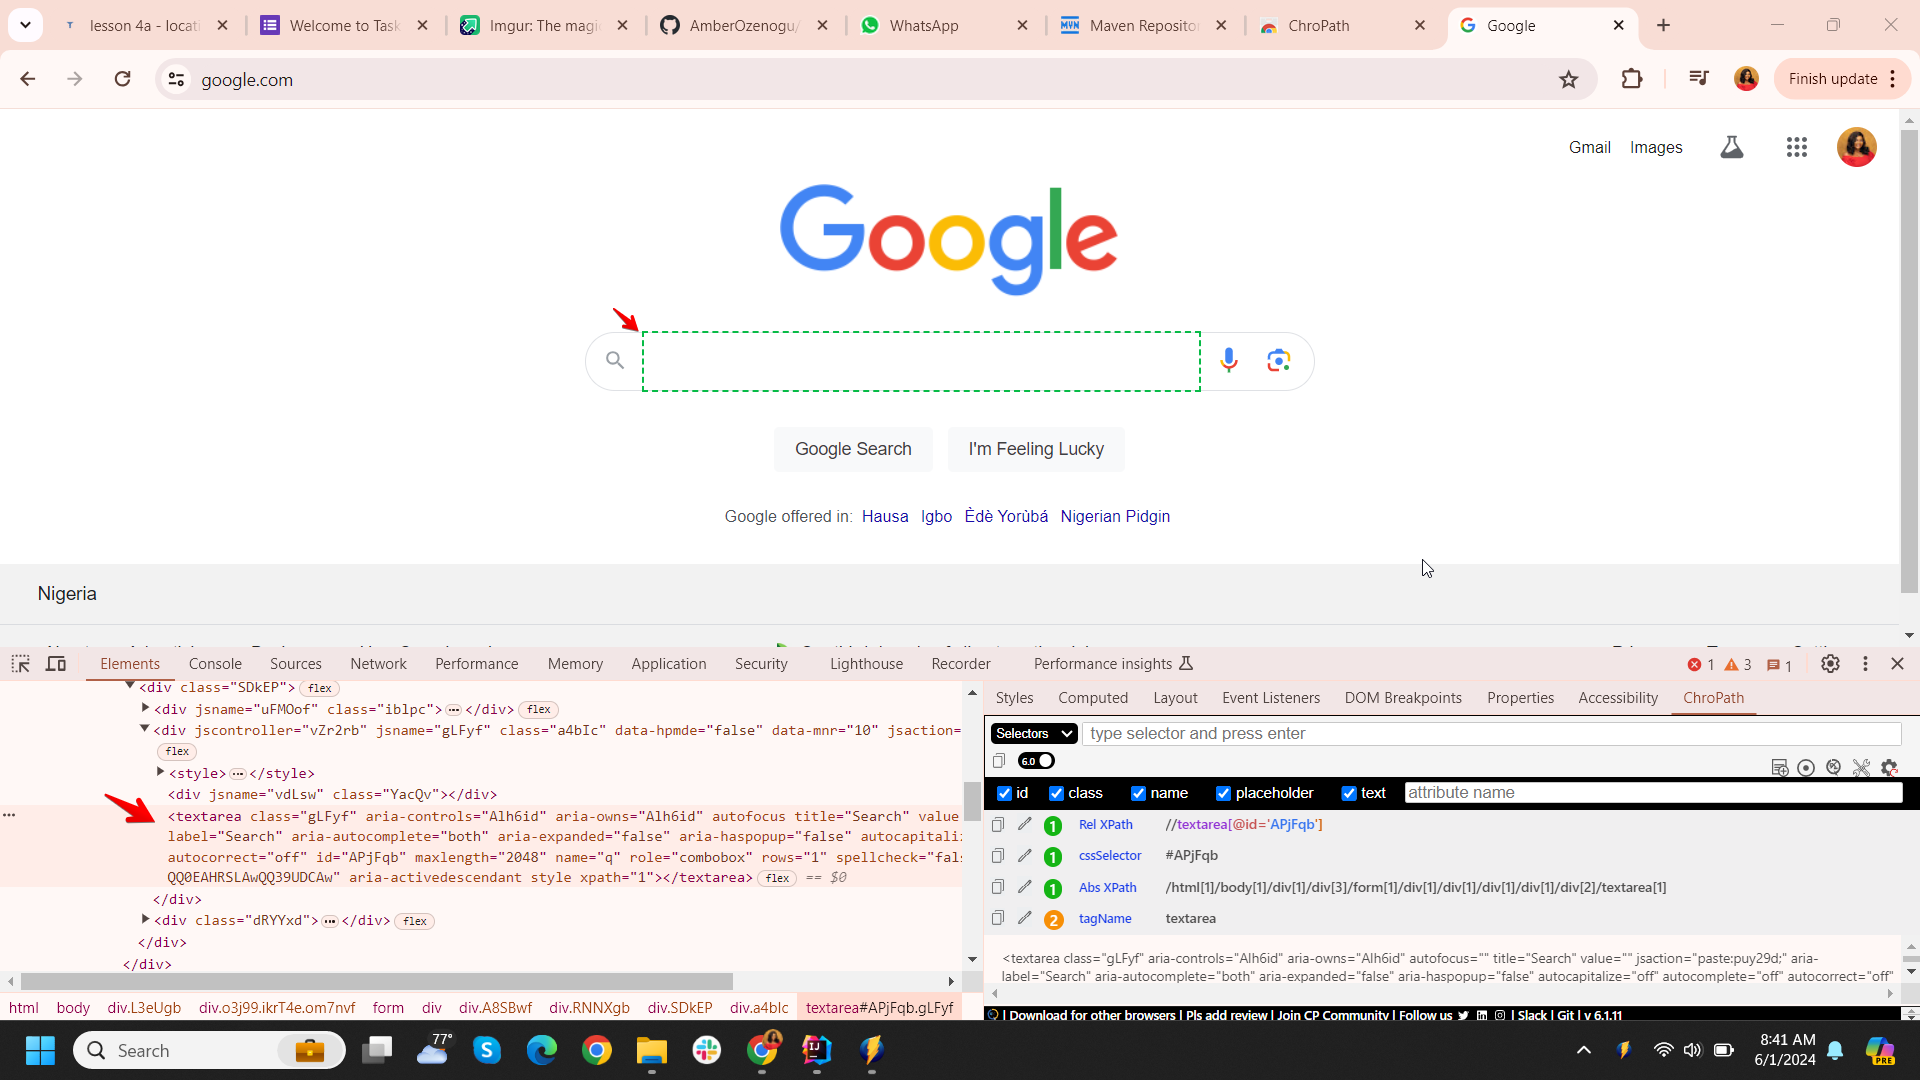 lesson 4a - locati
Welcome to Task
Imgur: The magic
AmberOzenogu/
WhatsApp
MVN Maven Repositor
ChroPath
Google
google.com
Finish update
Gmail Images
Google
Google Search I'm Feeling Lucky
Google offered in: Hausa Igbo Èdè Yorùbá Nigerian Pidgin
Nigeria
Elements Console Sources Network Performance Memory Application Security Lighthouse Recorder Performance insights 1 3 1
<div class="SDkEP"> flex
<div jsname="uFMOof" class="iblpc"> ⋯ </div> flex
<div jscontroller="vZr2rb" jsname="gLFyf" class="a4bIc" data-hpmde="false" data-mnr="10" jsaction=
flex
<style> ⋯ </style>
<div jsname="vdLsw" class="YacQv"></div>
<textarea class="gLFyf" aria-controls="Alh6id" aria-owns="Alh6id" autofocus title="Search" value
label="Search" aria-autocomplete="both" aria-expanded="false" aria-haspopup="false" autocapitaliz
autocorrect="off" id="APjFqb" maxlength="2048" name="q" role="combobox" rows="1" spellcheck="fals
QQ0EAHRSLAwQQ39UDCAw" aria-activedescendant style xpath="1"></textarea> flex == $0
</div>
<div class="dRYYxd"> ⋯ </div> flex
</div>
</div>
html body div.L3eUgb div.o3j99.ikrT4e.om7nvf form div div.A8SBwf div.RNNXgb div.SDkEP div.a4bIc textarea#APjFqb.gLFyf
Styles Computed Layout Event Listeners DOM Breakpoints Properties Accessibility ChroPath
Selectors type selector and press enter
6.0
id class name placeholder text attribute name
1 Rel XPath //textarea[@id='APjFqb']
1 cssSelector #APjFqb
1 Abs XPath /html[1]/body[1]/div[1]/div[3]/form[1]/div[1]/div[1]/div[1]/div[1]/div[2]/textarea[1]
2 tagName textarea
<textarea class="gLFyf" aria-controls="Alh6id" aria-owns="Alh6id" autofocus="" title="Search" value="" jsaction="paste:puy29d;" aria-
label="Search" aria-autocomplete="both" aria-expanded="false" aria-haspopup="false" autocapitalize="off" autocomplete="off" autocorrect="off"
| Download for other browsers | Pls add review | Join CP Community | Follow us | Slack | Git | v 6.1.11
Search
77°
8:41 AM
6/1/2024
PRE